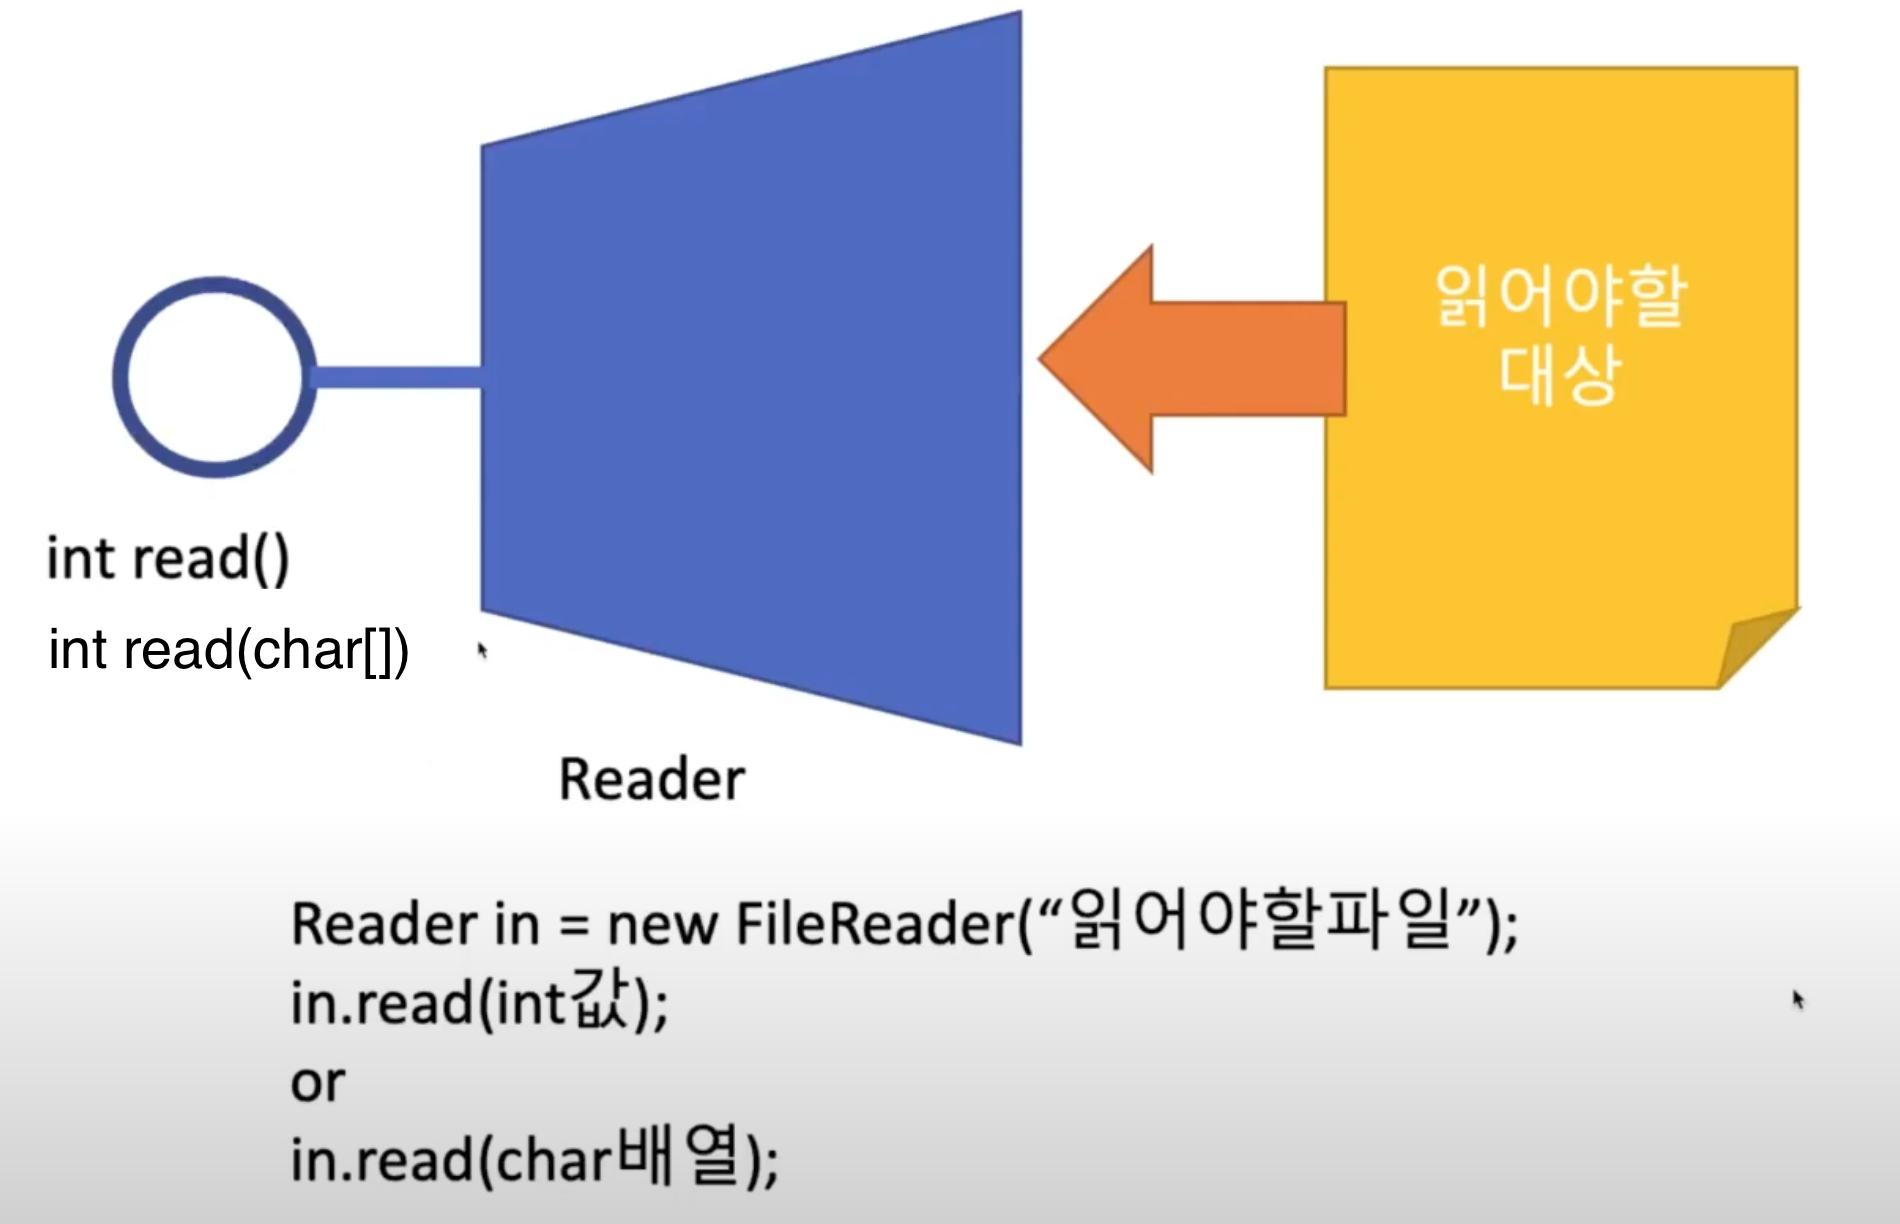 읽어야할
대상
int read()
int read(char[])
Reader
Reader in = new FileReader(“읽어야할파일”);
in.read(int값);
or
in.read(char배열);